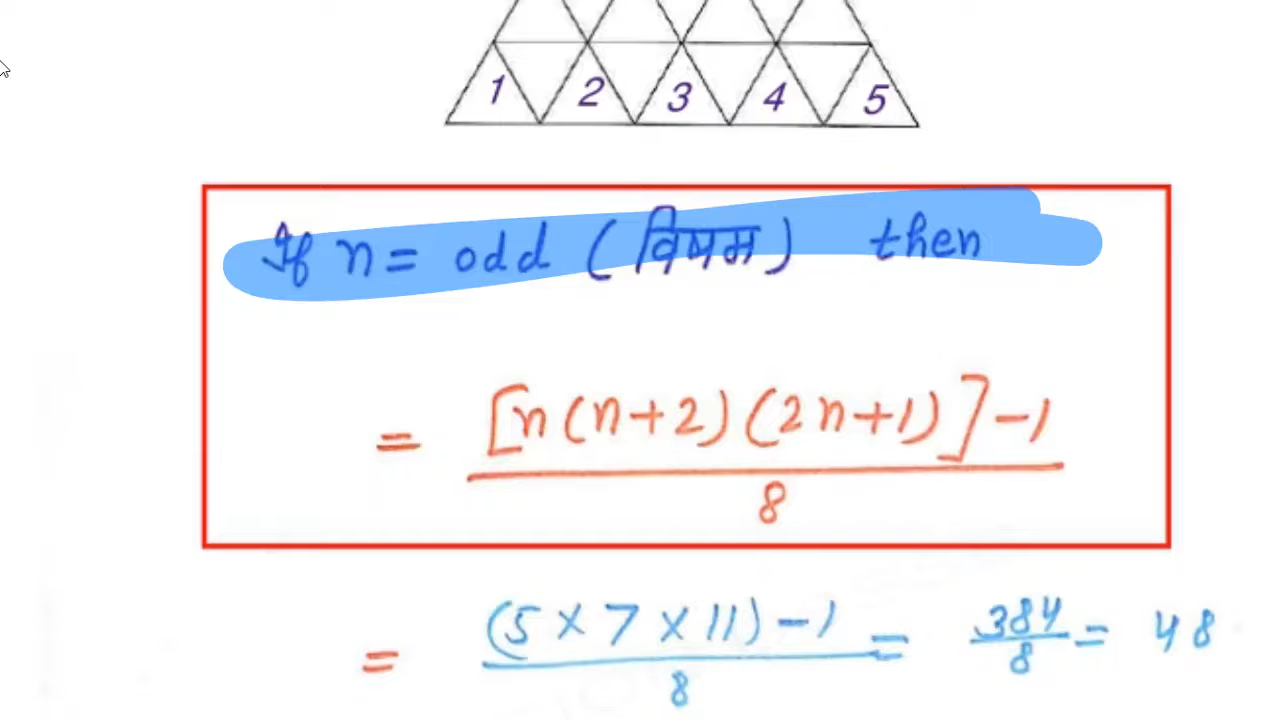 1 2 3 4 5
If n = odd (विषम) then
= [n(n+2)(2n+1)]-1
8
= (5 × 7 × 11) - 1 = 384 = 48
8 8